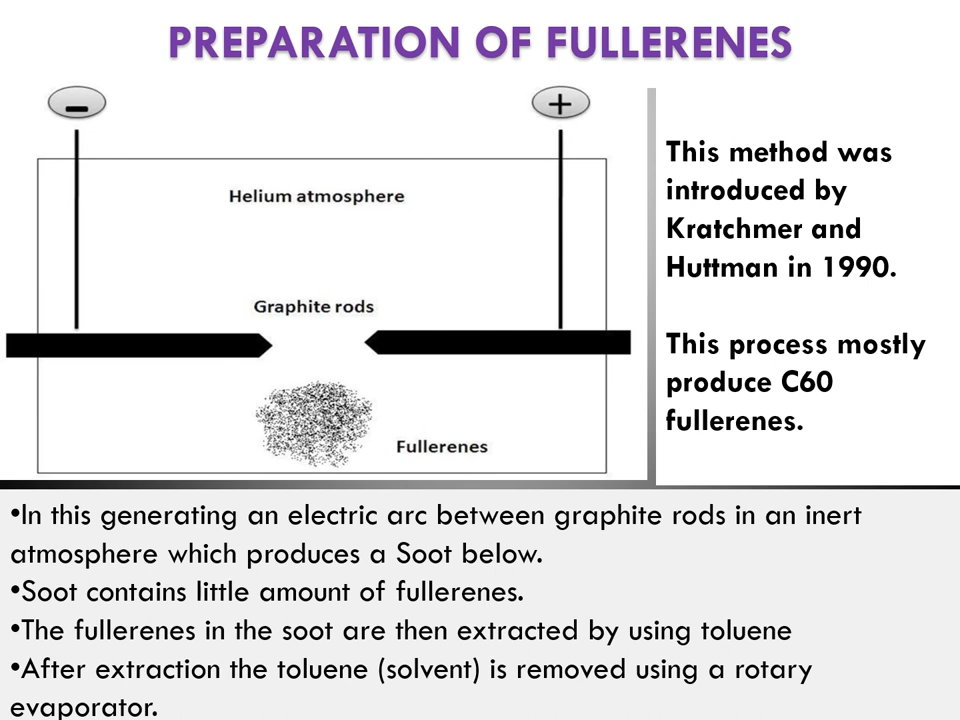 PREPARATION OF FULLERENES
–
+
Helium atmosphere
Graphite rods
Fullerenes
This method was
introduced by
Kratchmer and
Huttman in 1990.
This process mostly
produce C60
fullerenes.
•In this generating an electric arc between graphite rods in an inert
atmosphere which produces a Soot below.
•Soot contains little amount of fullerenes.
•The fullerenes in the soot are then extracted by using toluene
•After extraction the toluene (solvent) is removed using a rotary
evaporator.